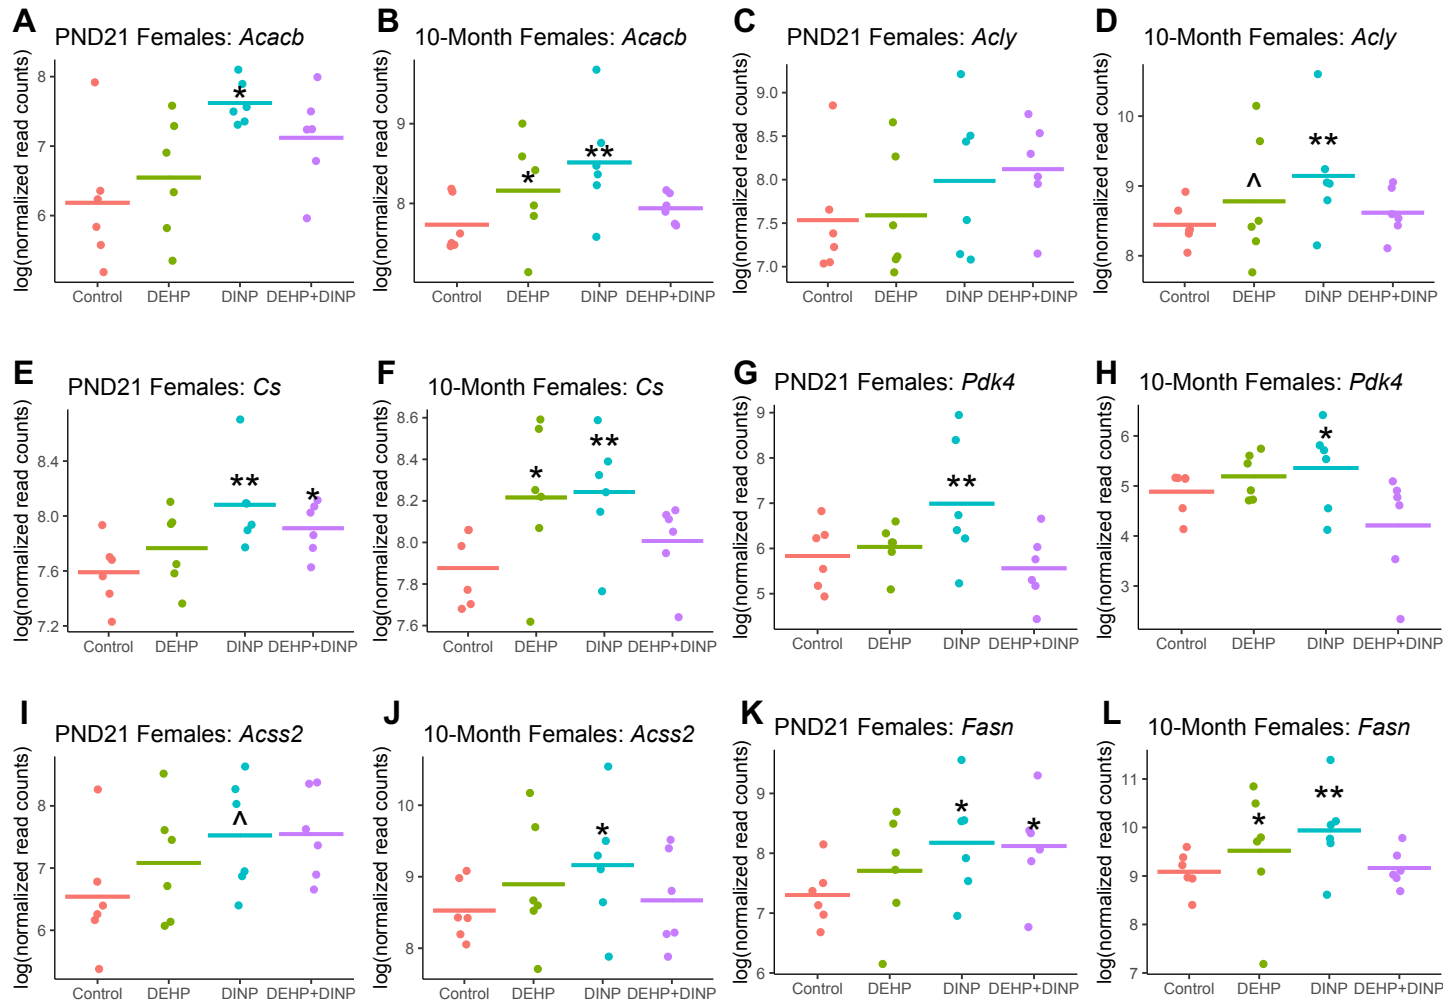 A
PND21 Females: Acacb
log(normalized read counts)
8
7
6
*
Control DEHP DINP DEHP+DINP
B
10-Month Females: Acacb
log(normalized read counts)
9
8
*
**
Control DEHP DINP DEHP+DINP
C
PND21 Females: Acly
log(normalized read counts)
9.0
8.5
8.0
7.5
7.0
Control DEHP DINP DEHP+DINP
D
10-Month Females: Acly
log(normalized read counts)
10
9
8
^
**
Control DEHP DINP DEHP+DINP
E
PND21 Females: Cs
log(normalized read counts)
8.4
8.0
7.6
7.2
**
*
Control DEHP DINP DEHP+DINP
F
10-Month Females: Cs
log(normalized read counts)
8.6
8.4
8.2
8.0
7.8
7.6
*
**
Control DEHP DINP DEHP+DINP
G
PND21 Females: Pdk4
log(normalized read counts)
9
8
7
6
5
**
Control DEHP DINP DEHP+DINP
H
10-Month Females: Pdk4
log(normalized read counts)
6
5
4
3
*
Control DEHP DINP DEHP+DINP
I
PND21 Females: Acss2
log(normalized read counts)
8
7
6
^
Control DEHP DINP DEHP+DINP
J
10-Month Females: Acss2
log(normalized read counts)
10
9
8
*
Control DEHP DINP DEHP+DINP
K
PND21 Females: Fasn
log(normalized read counts)
9
8
7
6
*
*
Control DEHP DINP DEHP+DINP
L
10-Month Females: Fasn
log(normalized read counts)
11
10
9
8
7
*
**
Control DEHP DINP DEHP+DINP